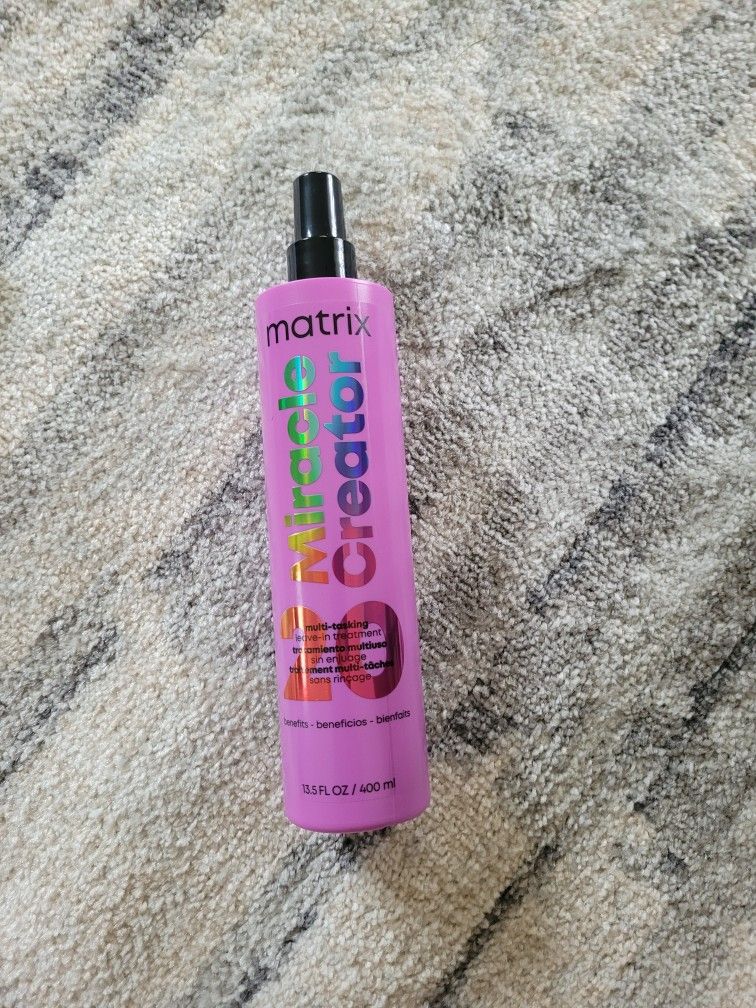 matrix
Miracle
Creator
20
multi-tasking
leave-in treatment
tratamiento multiuso
sin enjuage
traitement multi-tâches
sans rinçage
benefits - beneficios - bienfaits
13.5 FL OZ / 400 ml